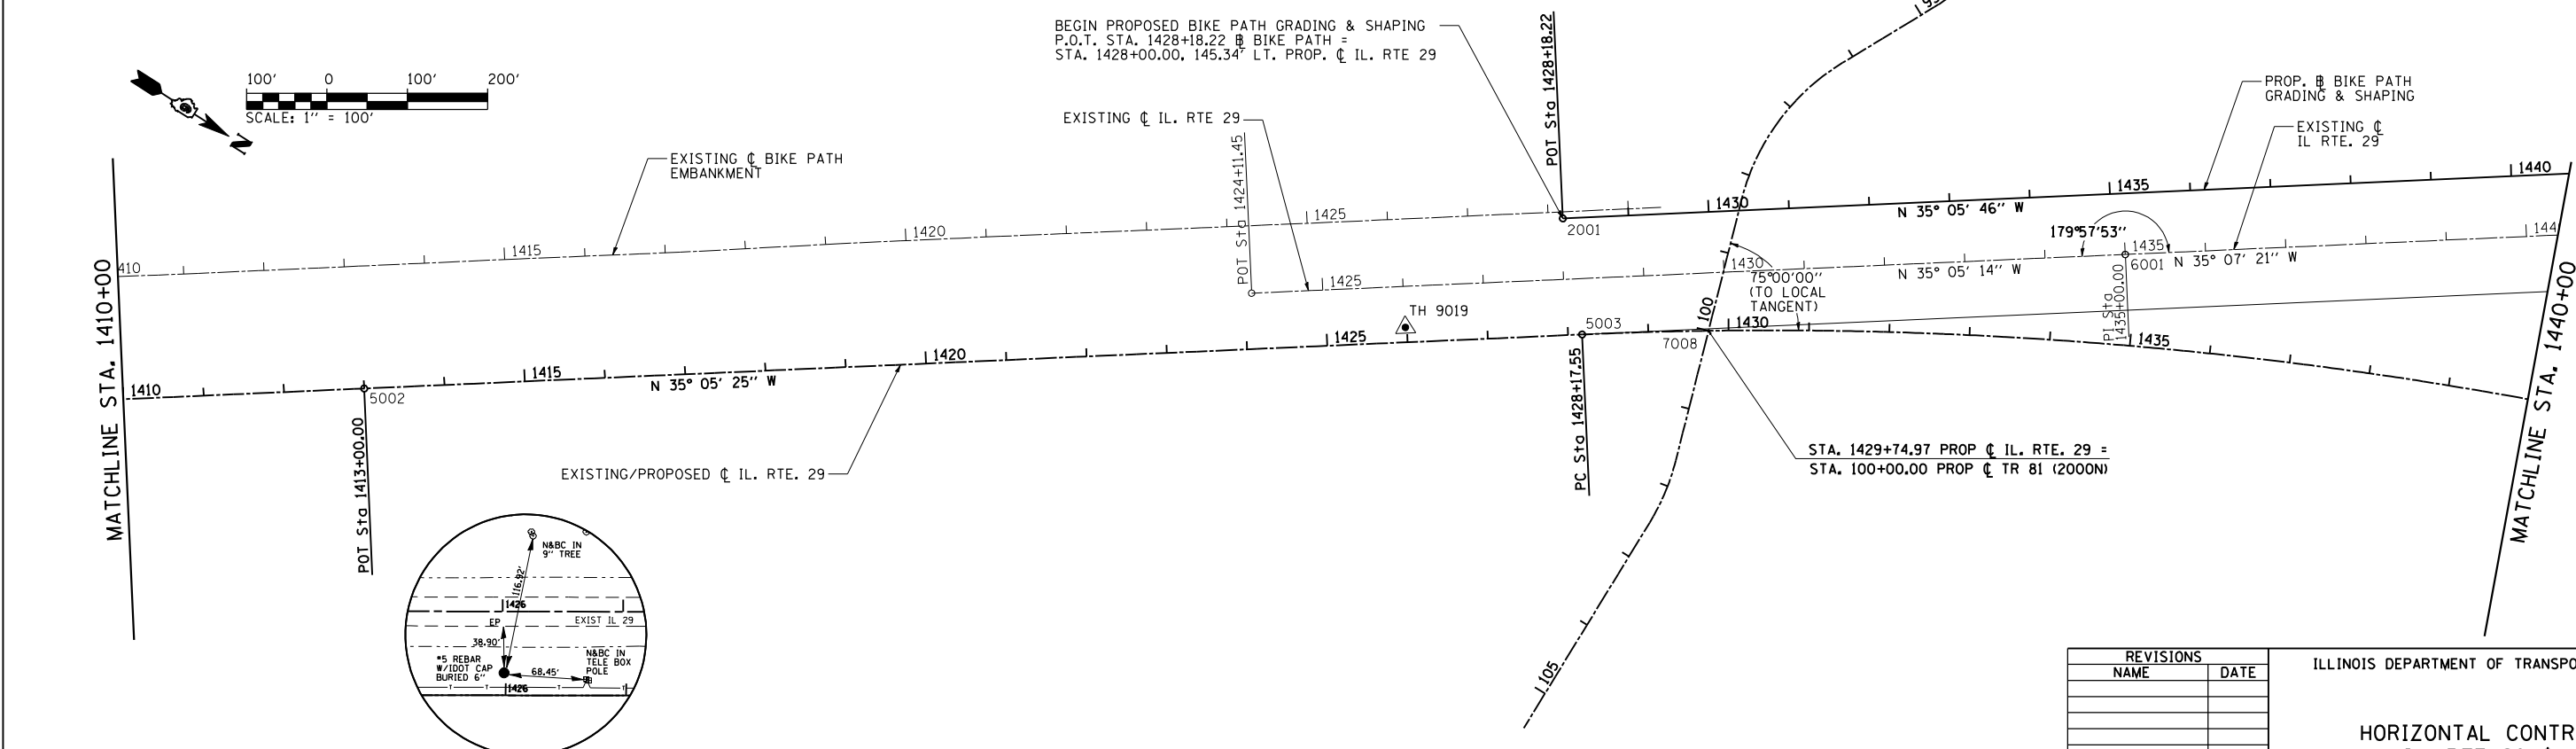 BEGIN PROPOSED BIKE PATH GRADING & SHAPING
P.O.T. STA. 1428+18.22 B BIKE PATH =
STA. 1428+00.00, 145.34' LT. PROP. ℄ IL. RTE 29
POT Sta 1428+18.22
100' 0 100' 200'
SCALE: 1'' = 100'
N
PROP. B BIKE PATH
GRADING & SHAPING
EXISTING ℄ IL. RTE 29
EXISTING ℄
IL RTE. 29
EXISTING ℄ BIKE PATH
EMBANKMENT
POT Sta 1424+11.45
410
1415
1420
1425
2001
1430
N 35° 05' 46'' W
1435
1440
1425
1430
75°00'00''
(TO LOCAL
TANGENT)
N 35° 05' 14'' W
179°57'53''
1435
6001
N 35° 07' 21'' W
144
PI Sta
1435+00.00
TH 9019
MATCHLINE STA. 1410+00
1410
5002
1415
N 35° 05' 25'' W
1420
1425
5003
7008
100
1430
1435
MATCHLINE STA. 1440+00
POT Sta 1413+00.00
EXISTING/PROPOSED ℄ IL. RTE. 29
PC Sta 1428+17.55
STA. 1429+74.97 PROP ℄ IL. RTE. 29 =
STA. 100+00.00 PROP ℄ TR 81 (2000N)
105
N&BC IN
9'' TREE
116.92'
1426
EP
EXIST IL 29
38.90'
#5 REBAR
W/IDOT CAP
BURIED 6''
68.45'
N&BC IN
TELE BOX
POLE
T T T T
1426
REVISIONS
NAME DATE
ILLINOIS DEPARTMENT OF TRANSPO
HORIZONTAL CONTR